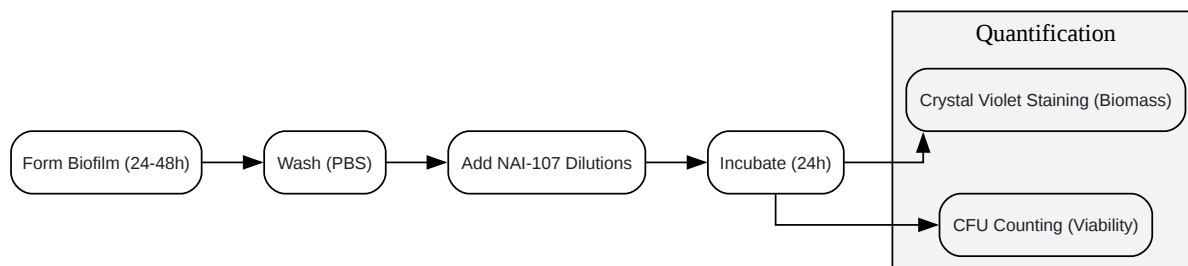 Quantification
Crystal Violet Staining (Biomass)
Form Biofilm (24-48h)
Wash (PBS)
Add NAI-107 Dilutions
Incubate (24h)
CFU Counting (Viability)